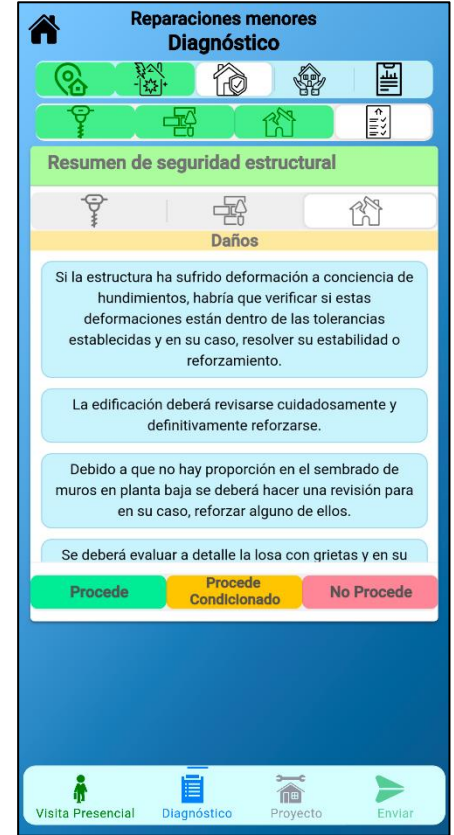 Reparaciones menores
Diagnóstico
Resumen de seguridad estructural
Daños
Si la estructura ha sufrido deformación a conciencia de
hundimientos, habría que verificar si estas
deformaciones están dentro de las tolerancias
establecidas y en su caso, resolver su estabilidad o
reforzamiento.
La edificación deberá revisarse cuidadosamente y
definitivamente reforzarse.
Debido a que no hay proporción en el sembrado de
muros en planta baja se deberá hacer una revisión para
en su caso, reforzar alguno de ellos.
Se deberá evaluar a detalle la losa con grietas y en su
Procede
Procede
Condicionado
No Procede
Visita Presencial
Diagnóstico
Proyecto
Enviar